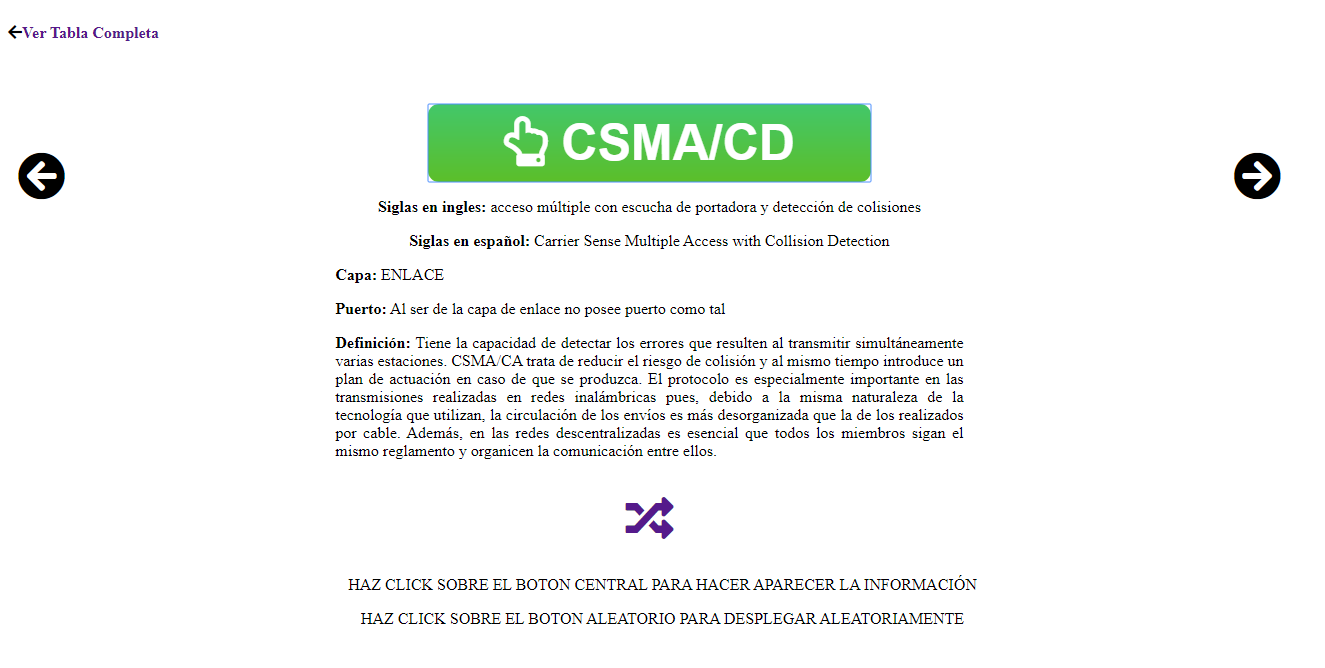 Ver Tabla Completa
CSMA/CD
Siglas en ingles: acceso múltiple con escucha de portadora y detección de colisiones
Siglas en español: Carrier Sense Multiple Access with Collision Detection
Capa: ENLACE
Puerto: Al ser de la capa de enlace no posee puerto como tal
Definición: Tiene la capacidad de detectar los errores que resulten al transmitir simultáneamente
varias estaciones. CSMA/CA trata de reducir el riesgo de colisión y al mismo tiempo introduce un
plan de actuación en caso de que se produzca. El protocolo es especialmente importante en las
transmisiones realizadas en redes inalámbricas pues, debido a la misma naturaleza de la
tecnología que utilizan, la circulación de los envíos es más desorganizada que la de los realizados
por cable. Además, en las redes descentralizadas es esencial que todos los miembros sigan el
mismo reglamento y organicen la comunicación entre ellos.
HAZ CLICK SOBRE EL BOTON CENTRAL PARA HACER APARECER LA INFORMACIÓN
HAZ CLICK SOBRE EL BOTON ALEATORIO PARA DESPLEGAR ALEATORIAMENTE